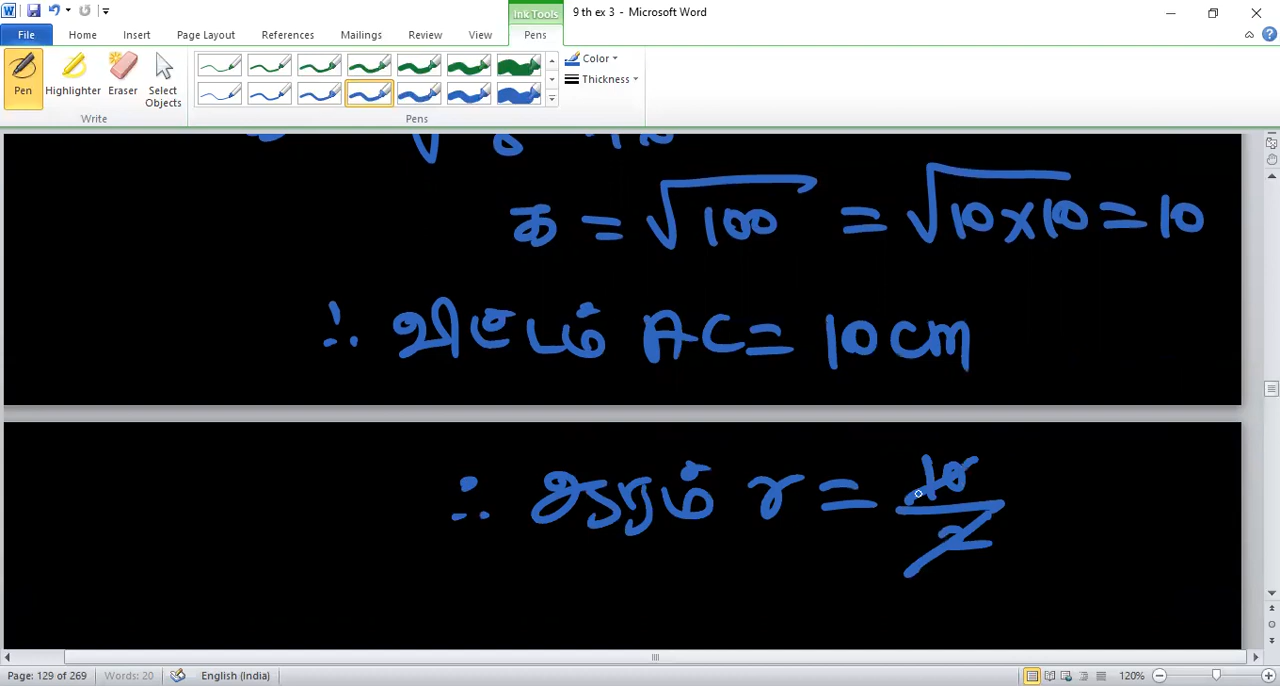 Ink Tools
9 th ex 3 - Microsoft Word
File Home Insert Page Layout References Mailings Review View Pens
Pen Highlighter Eraser Select Objects
Color
Thickness
Write Pens
க = √100 = √10×10 = 10
∴ விட்டம் AC = 10cm
∴ ஆரம் r = 10/2
Page: 129 of 269 Words: 20 English (India) 120%